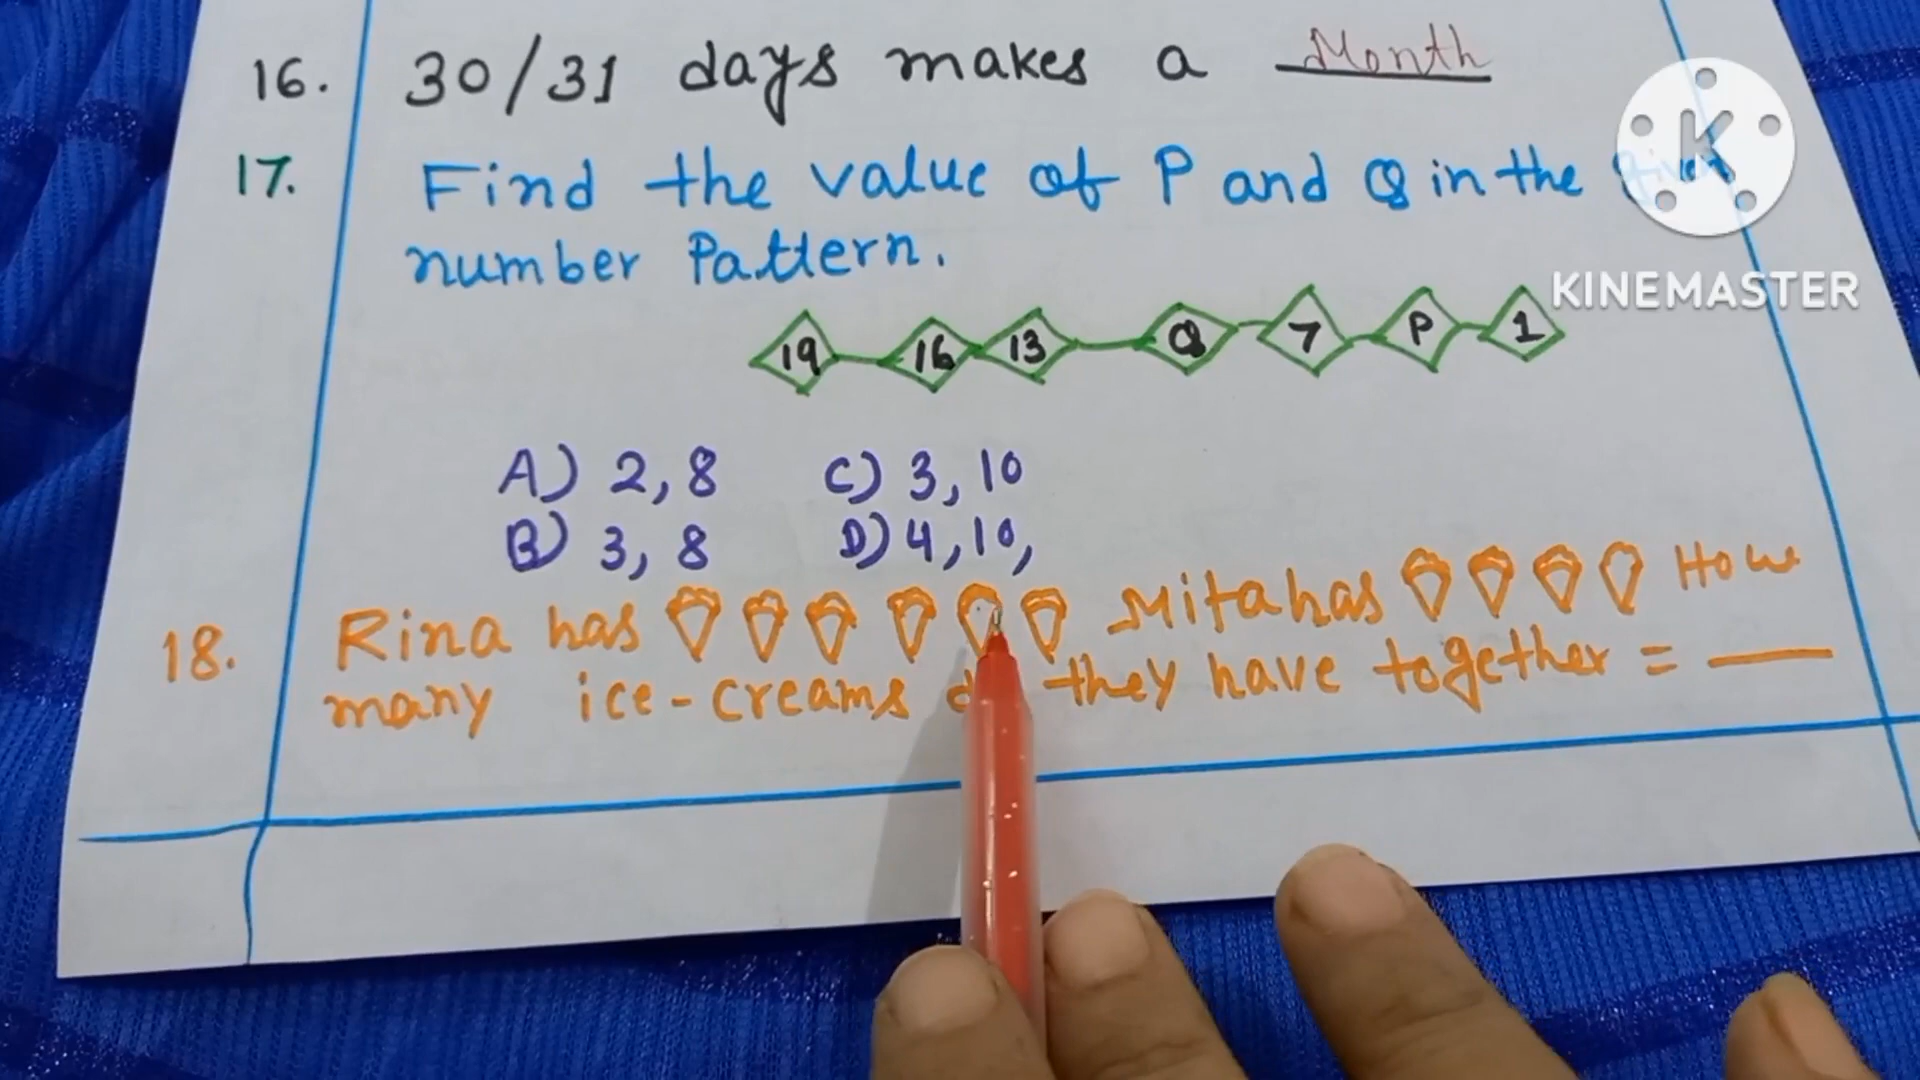 16. 30/31 days makes a Month
17. Find the value of P and Q in the given
number Pattern.
19 16 13 Q 7 P 1
A) 2, 8 C) 3, 10
B) 3, 8 D) 4, 10,
18. Rina has Mita has How
many ice-creams they have together = ___
K
KINEMASTER